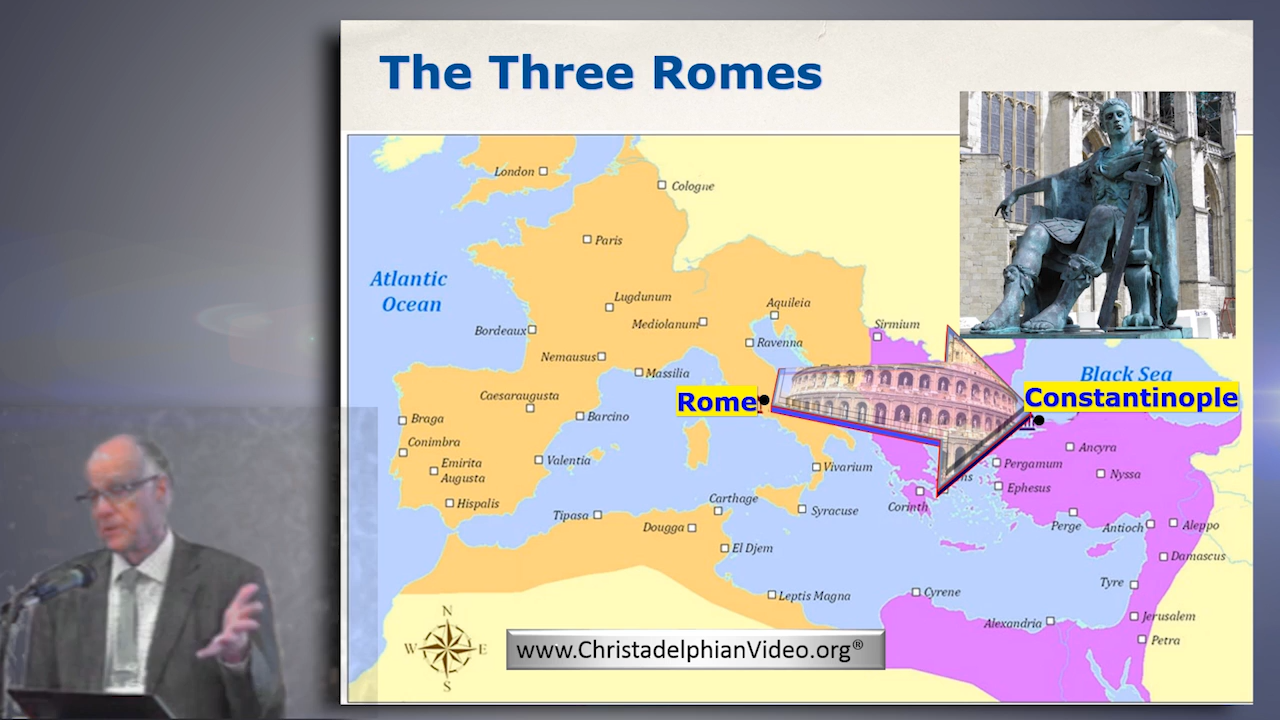 The Three Romes
London
Cologne
Paris
Atlantic
Ocean
Lugdunum
Aquileia
Mediolanum
Sirmium
Bordeaux
Ravenna
Nemausus
Massilia
Black Sea
Caesaraugusta
Rome
Constantinople
Braga
Barcino
Conimbra
Ancyra
Emirita
Augusta
Valentia
Vivarium
Pergamum
Nyssa
Ephesus
Hispalis
Carthage
Corinth
Tipasa
Syracuse
Dougga
Perge
Antioch
Aleppo
El Djem
Damascus
Tyre
Leptis Magna
Cyrene
N
W
E
S
Alexandria
Jerusalem
Petra
www.ChristadelphianVideo.org®